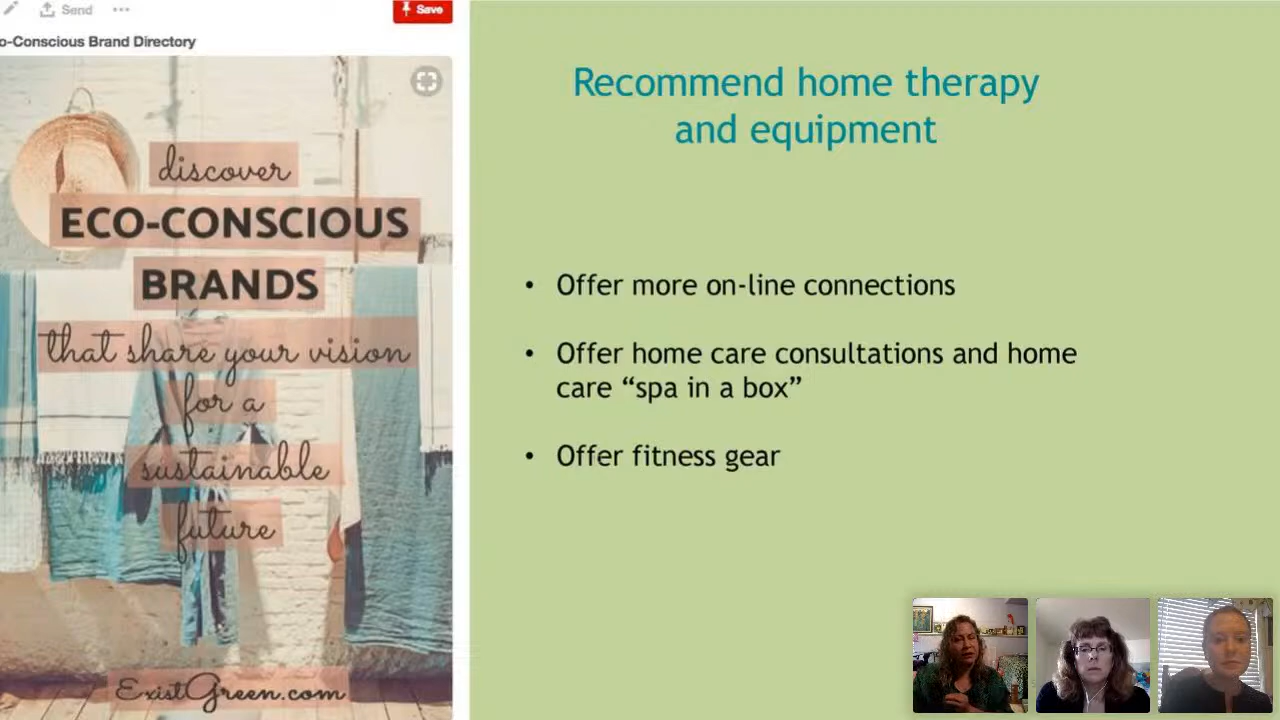 Send
Save
o-Conscious Brand Directory
discover
ECO-CONSCIOUS
BRANDS
that share your vision
for a
sustainable
future
ExistGreen.com
Recommend home therapy
and equipment
• Offer more on-line connections
• Offer home care consultations and home
care “spa in a box”
• Offer fitness gear